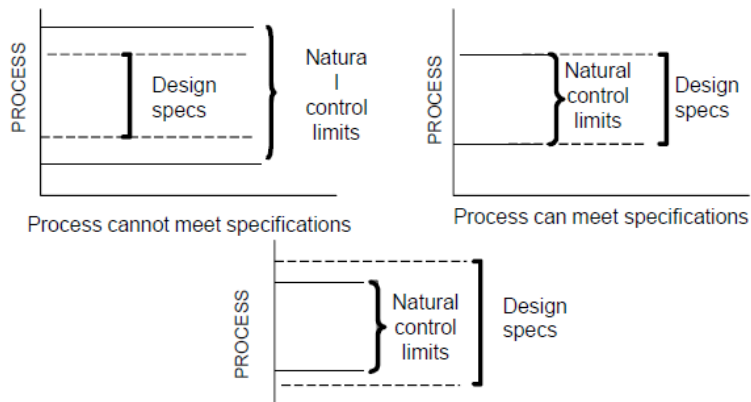 PROCESS
Design
specs
Natura
l
control
limits
Process cannot meet specifications
PROCESS
Natural
control
limits
Design
specs
Process can meet specifications
PROCESS
Natural
control
limits
Design
specs